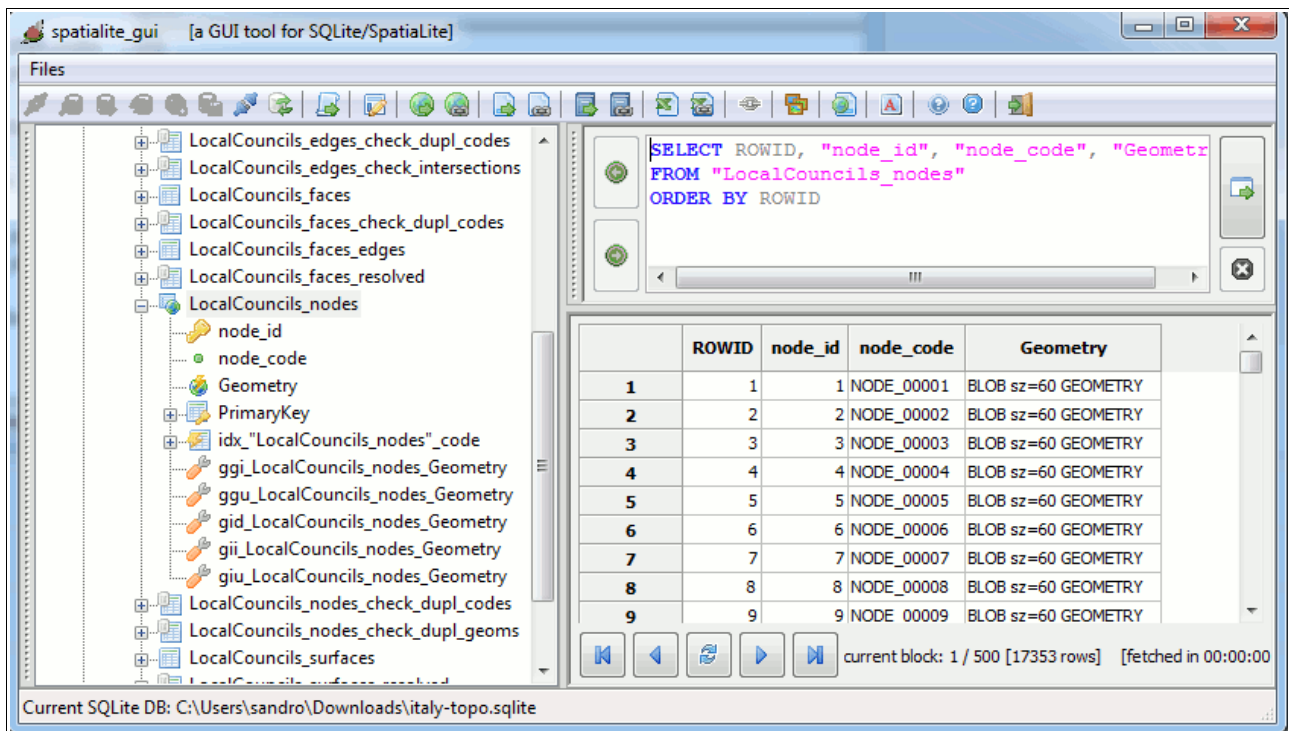 spatialite_gui [a GUI tool for SQLite/SpatiaLite]
Files
LocalCouncils_edges_check_dupl_codes
LocalCouncils_edges_check_intersections
LocalCouncils_faces
LocalCouncils_faces_check_dupl_codes
LocalCouncils_faces_edges
LocalCouncils_faces_resolved
LocalCouncils_nodes
node_id
node_code
Geometry
PrimaryKey
idx_"LocalCouncils_nodes"_code
ggi_LocalCouncils_nodes_Geometry
ggu_LocalCouncils_nodes_Geometry
gid_LocalCouncils_nodes_Geometry
gii_LocalCouncils_nodes_Geometry
giu_LocalCouncils_nodes_Geometry
LocalCouncils_nodes_check_dupl_codes
LocalCouncils_nodes_check_dupl_geoms
LocalCouncils_surfaces
LocalCouncils_surfaces_resolved
SELECT ROWID, "node_id", "node_code", "Geometr
FROM "LocalCouncils_nodes"
ORDER BY ROWID
ROWID node_id node_code Geometry
1 1 1 NODE_00001 BLOB sz=60 GEOMETRY
2 2 2 NODE_00002 BLOB sz=60 GEOMETRY
3 3 3 NODE_00003 BLOB sz=60 GEOMETRY
4 4 4 NODE_00004 BLOB sz=60 GEOMETRY
5 5 5 NODE_00005 BLOB sz=60 GEOMETRY
6 6 6 NODE_00006 BLOB sz=60 GEOMETRY
7 7 7 NODE_00007 BLOB sz=60 GEOMETRY
8 8 8 NODE_00008 BLOB sz=60 GEOMETRY
9 9 9 NODE_00009 BLOB sz=60 GEOMETRY
current block: 1 / 500 [17353 rows] [fetched in 00:00:00
Current SQLite DB: C:\Users\sandro\Downloads\italy-topo.sqlite